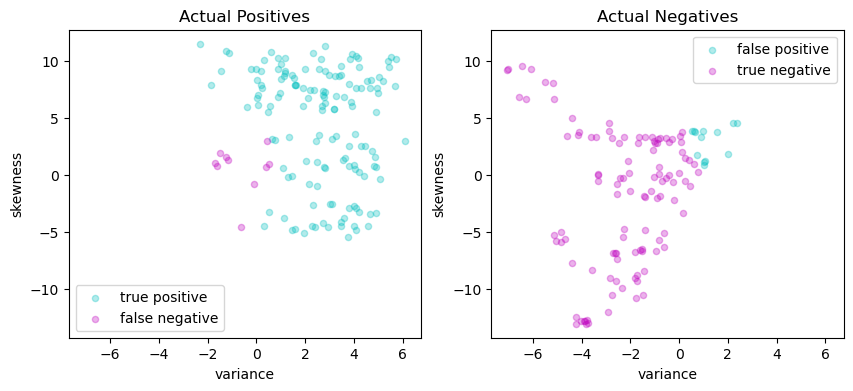 Actual Positives
skewness
10
5
0
−5
−10
true positive
false negative
−6 −4 −2 0 2 4 6
variance
Actual Negatives
skewness
10
5
0
−5
−10
false positive
true negative
−6 −4 −2 0 2 4 6
variance